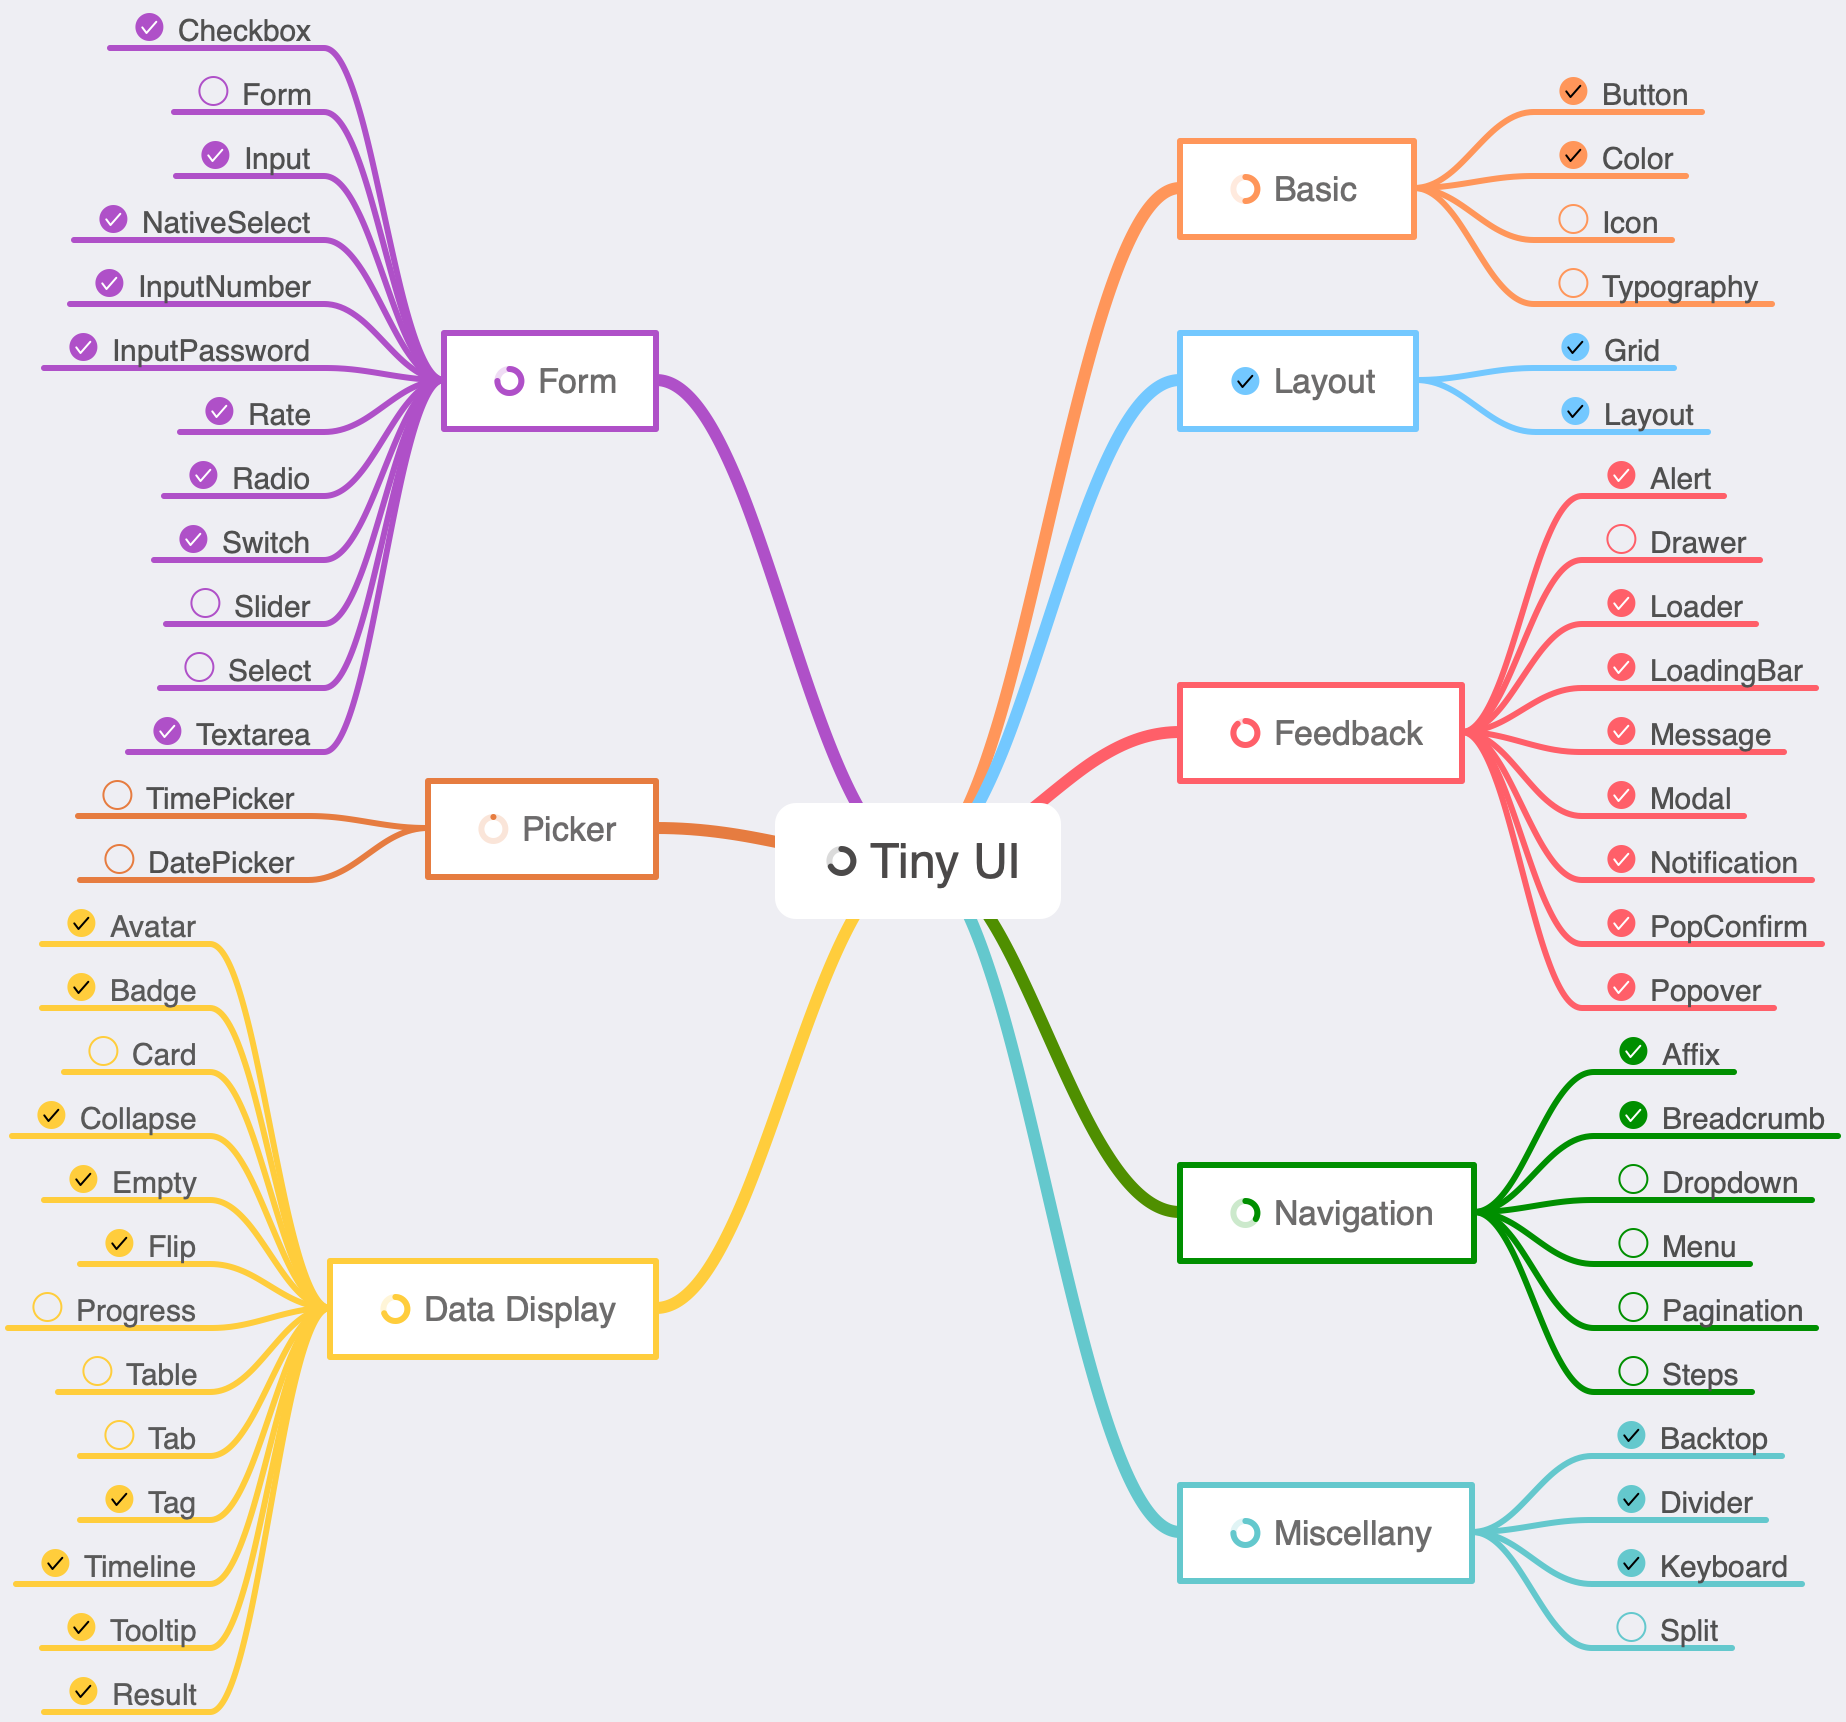 Tiny UI
Form
Checkbox
Form
Input
NativeSelect
InputNumber
InputPassword
Rate
Radio
Switch
Slider
Select
Textarea
Picker
TimePicker
DatePicker
Data Display
Avatar
Badge
Card
Collapse
Empty
Flip
Progress
Table
Tab
Tag
Timeline
Tooltip
Result
Basic
Button
Color
Icon
Typography
Layout
Grid
Layout
Feedback
Alert
Drawer
Loader
LoadingBar
Message
Modal
Notification
PopConfirm
Popover
Navigation
Affix
Breadcrumb
Dropdown
Menu
Pagination
Steps
Miscellany
Backtop
Divider
Keyboard
Split